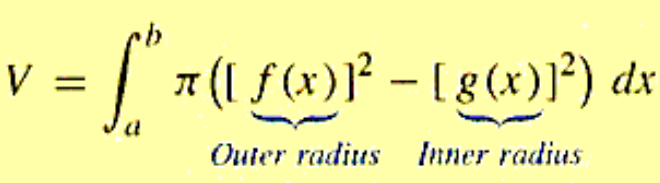 V = ∫_a^b π([f(x)]² − [g(x)]²) dx
Outer radius Inner radius